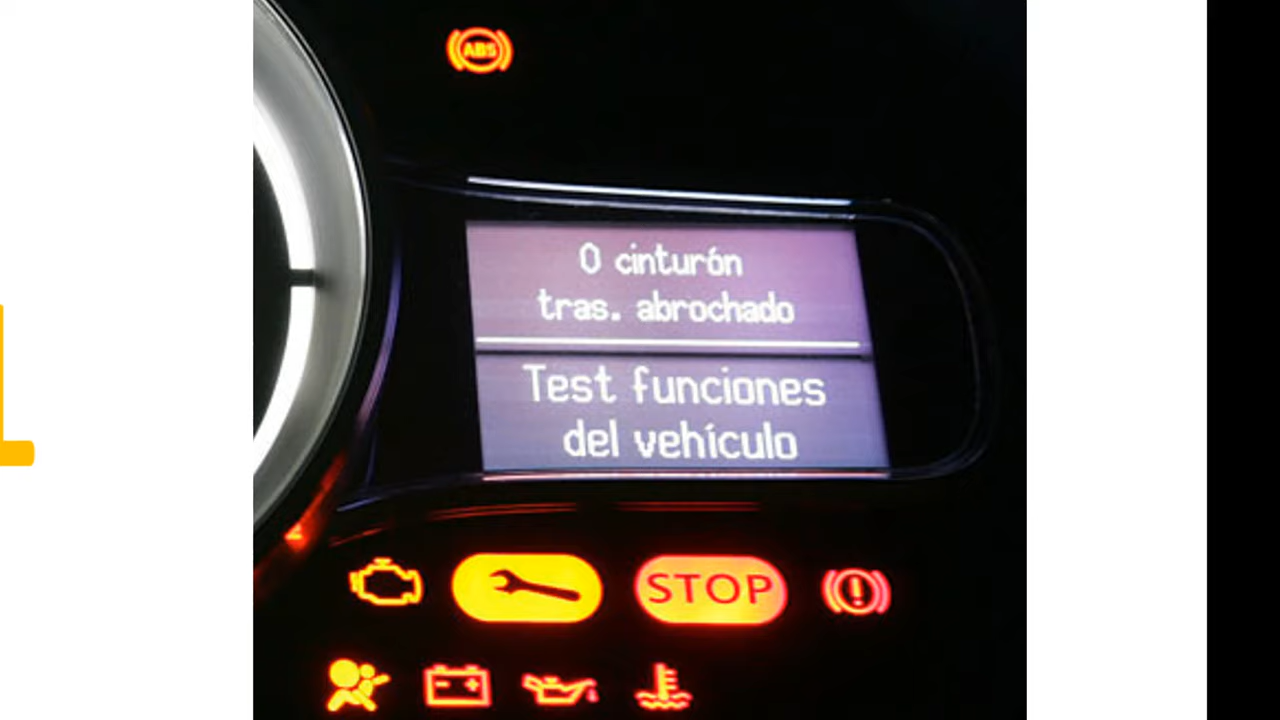 ABS
0 cinturón
tras. abrochado
Test funciones
del vehículo
STOP